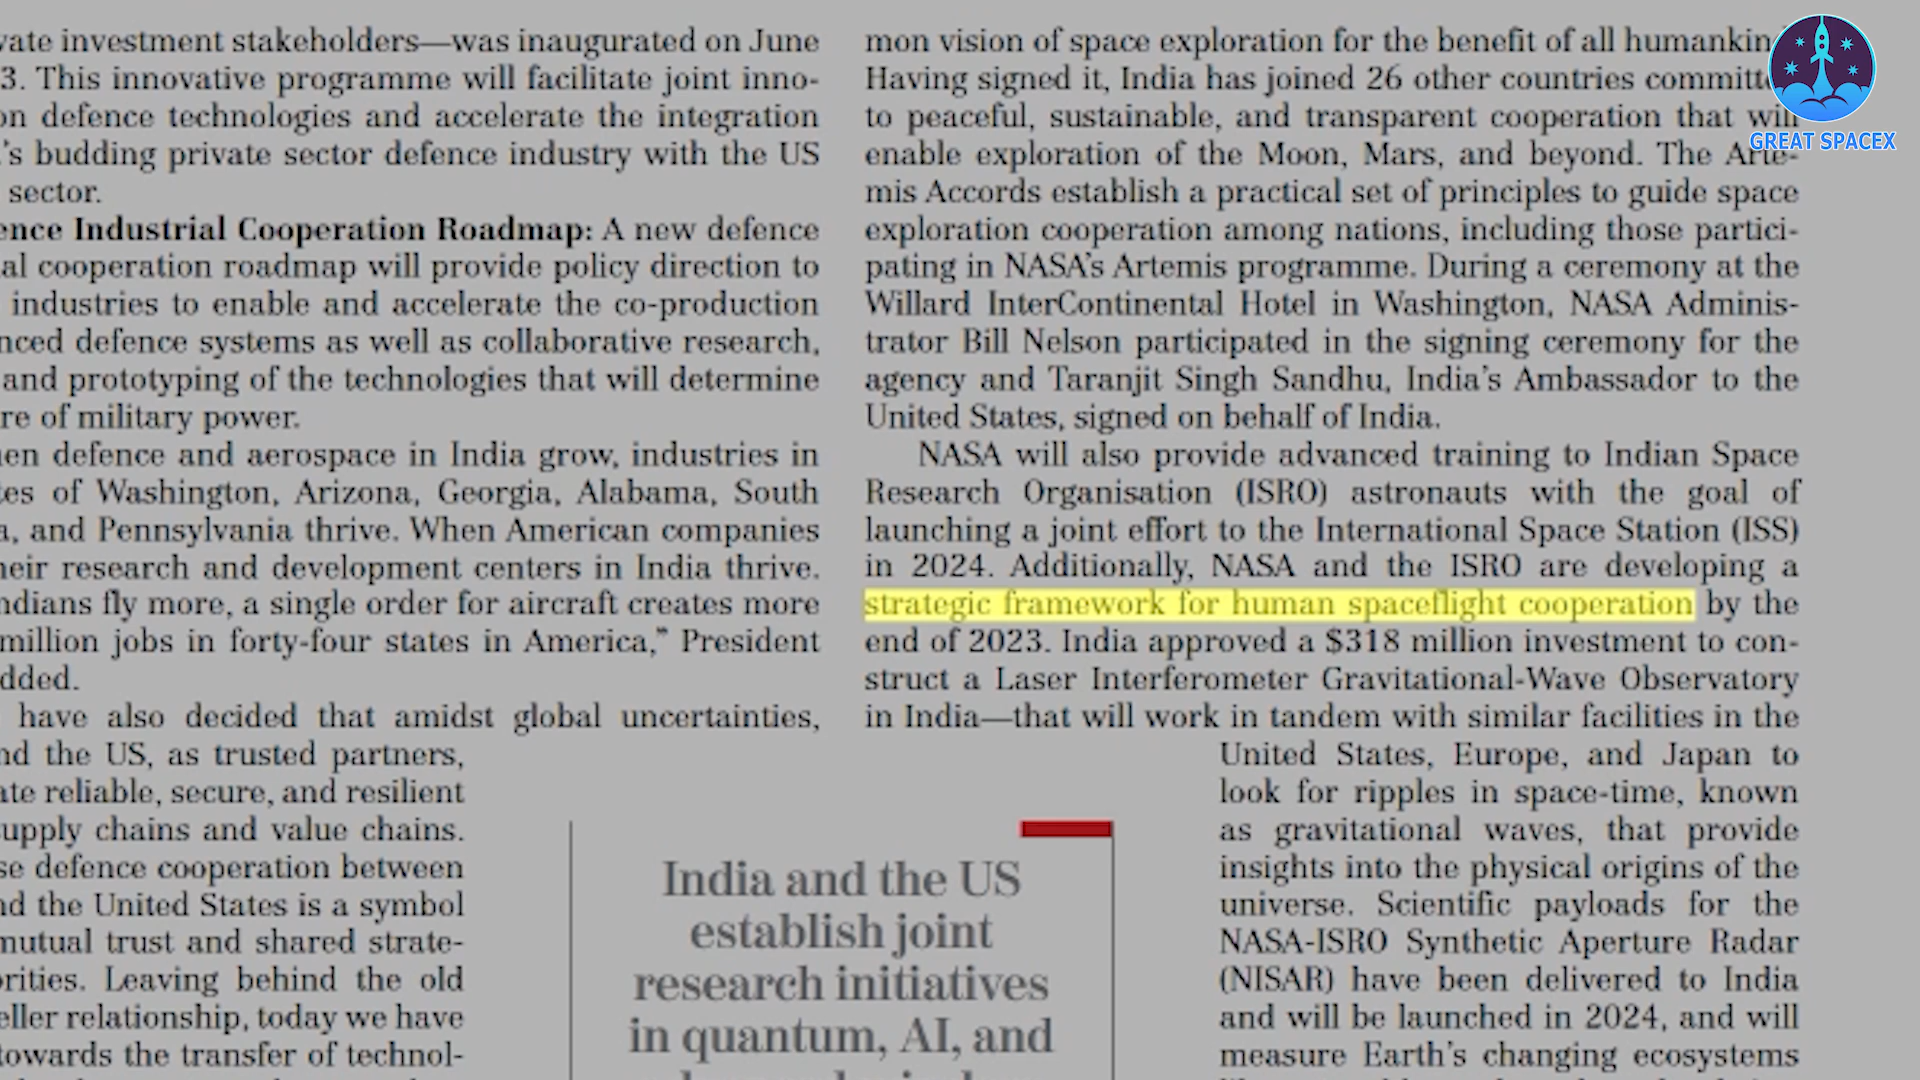 vate investment stakeholders—was inaugurated on June
3. This innovative programme will facilitate joint inno-
on defence technologies and accelerate the integration
's budding private sector defence industry with the US
sector.
ence Industrial Cooperation Roadmap: A new defence
al cooperation roadmap will provide policy direction to
industries to enable and accelerate the co-production
nced defence systems as well as collaborative research,
and prototyping of the technologies that will determine
re of military power.
en defence and aerospace in India grow, industries in
tes of Washington, Arizona, Georgia, Alabama, South
a, and Pennsylvania thrive. When American companies
heir research and development centers in India thrive.
ndians fly more, a single order for aircraft creates more
million jobs in forty-four states in America,” President
dded.
have also decided that amidst global uncertainties,
nd the US, as trusted partners,
ate reliable, secure, and resilient
supply chains and value chains.
se defence cooperation between
nd the United States is a symbol
mutual trust and shared strate-
orities. Leaving behind the old
eller relationship, today we have
towards the transfer of technol-
India and the US
establish joint
research initiatives
in quantum, AI, and
mon vision of space exploration for the benefit of all humankin
Having signed it, India has joined 26 other countries committ
to peaceful, sustainable, and transparent cooperation that will
enable exploration of the Moon, Mars, and beyond. The Arte-
mis Accords establish a practical set of principles to guide space
exploration cooperation among nations, including those partici-
pating in NASA's Artemis programme. During a ceremony at the
Willard InterContinental Hotel in Washington, NASA Adminis-
trator Bill Nelson participated in the signing ceremony for the
agency and Taranjit Singh Sandhu, India's Ambassador to the
United States, signed on behalf of India.
NASA will also provide advanced training to Indian Space
Research Organisation (ISRO) astronauts with the goal of
launching a joint effort to the International Space Station (ISS)
in 2024. Additionally, NASA and the ISRO are developing a
strategic framework for human spaceflight cooperation by the
end of 2023. India approved a $318 million investment to con-
struct a Laser Interferometer Gravitational-Wave Observatory
in India—that will work in tandem with similar facilities in the
United States, Europe, and Japan to
look for ripples in space-time, known
as gravitational waves, that provide
insights into the physical origins of the
universe. Scientific payloads for the
NASA-ISRO Synthetic Aperture Radar
(NISAR) have been delivered to India
and will be launched in 2024, and will
measure Earth's changing ecosystems
GREAT SPACEX